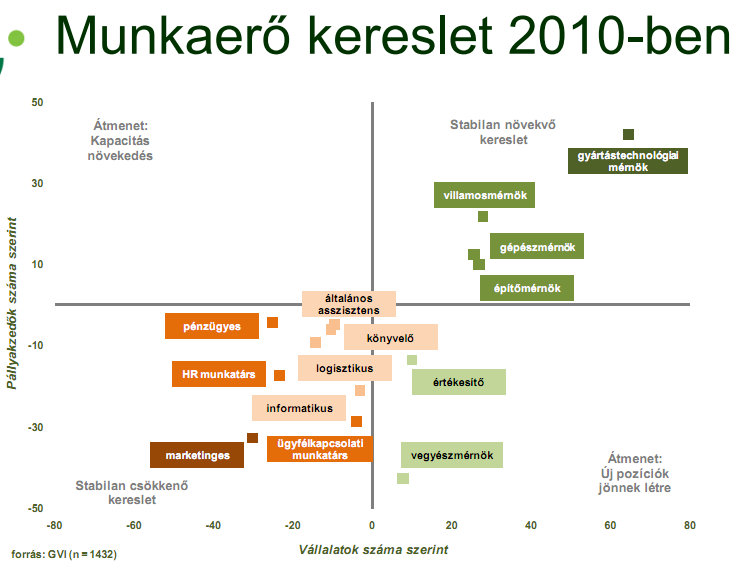 Munkaerő kereslet 2010-ben
50
30
10
-10
-30
-50
Pállyakzedők száma szerint
Átmenet:
Kapacitás
növekedés
Stabilan növekvő
kereslet
gyártástechnológiai
mérnök
villamosmérnök
gépészmérnök
építőmérnök
általános
asszisztens
pénzügyes
könyvelő
HR munkatárs
logisztikus
értékesítő
informatikus
marketinges
ügyfélkapcsolati
munkatárs
vegyészmérnök
Stabilan csökkenő
kereslet
Átmenet:
Új pozíciók
jönnek létre
-80
-60
-40
-20
0
20
40
60
80
Vállalatok száma szerint
forrás: GVI (n = 1432)